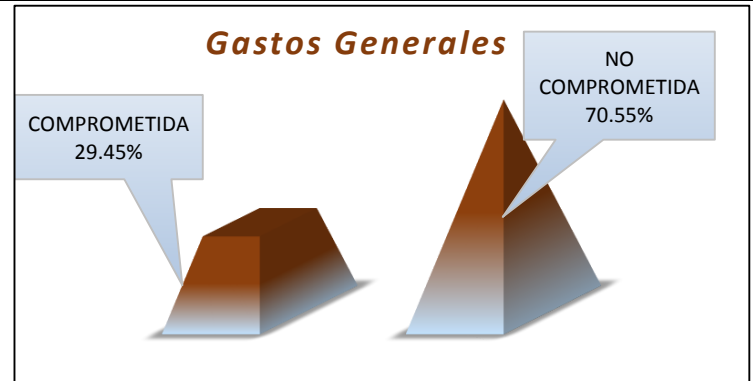 Gastos Generales
COMPROMETIDA
29.45%
NO
COMPROMETIDA
70.55%